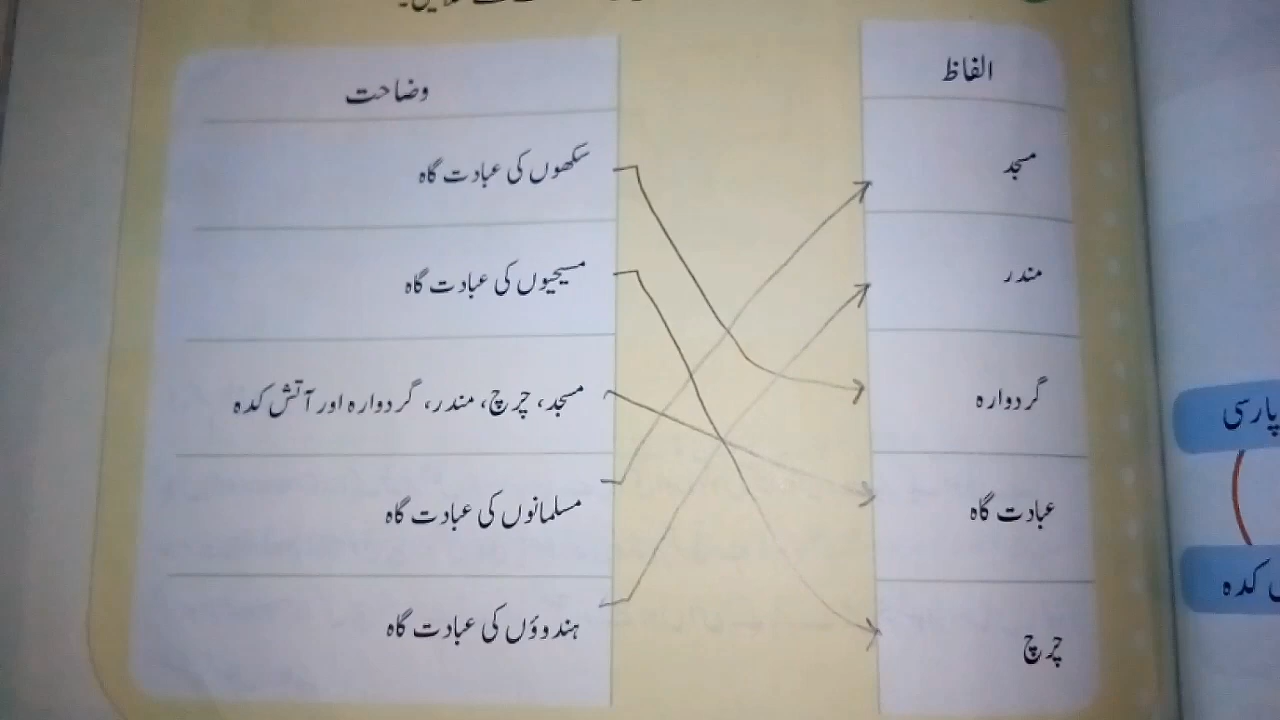 الفاظ
وضاحت
مسجد
سکھوں کی عبادت گاہ
مندر
مسیحیوں کی عبادت گاہ
گردوارہ
مسجد، چرچ، مندر، گردوارہ اور آتش کدہ
عبادت گاہ
مسلمانوں کی عبادت گاہ
چرچ
ہندوؤں کی عبادت گاہ
پارسی
کدہ